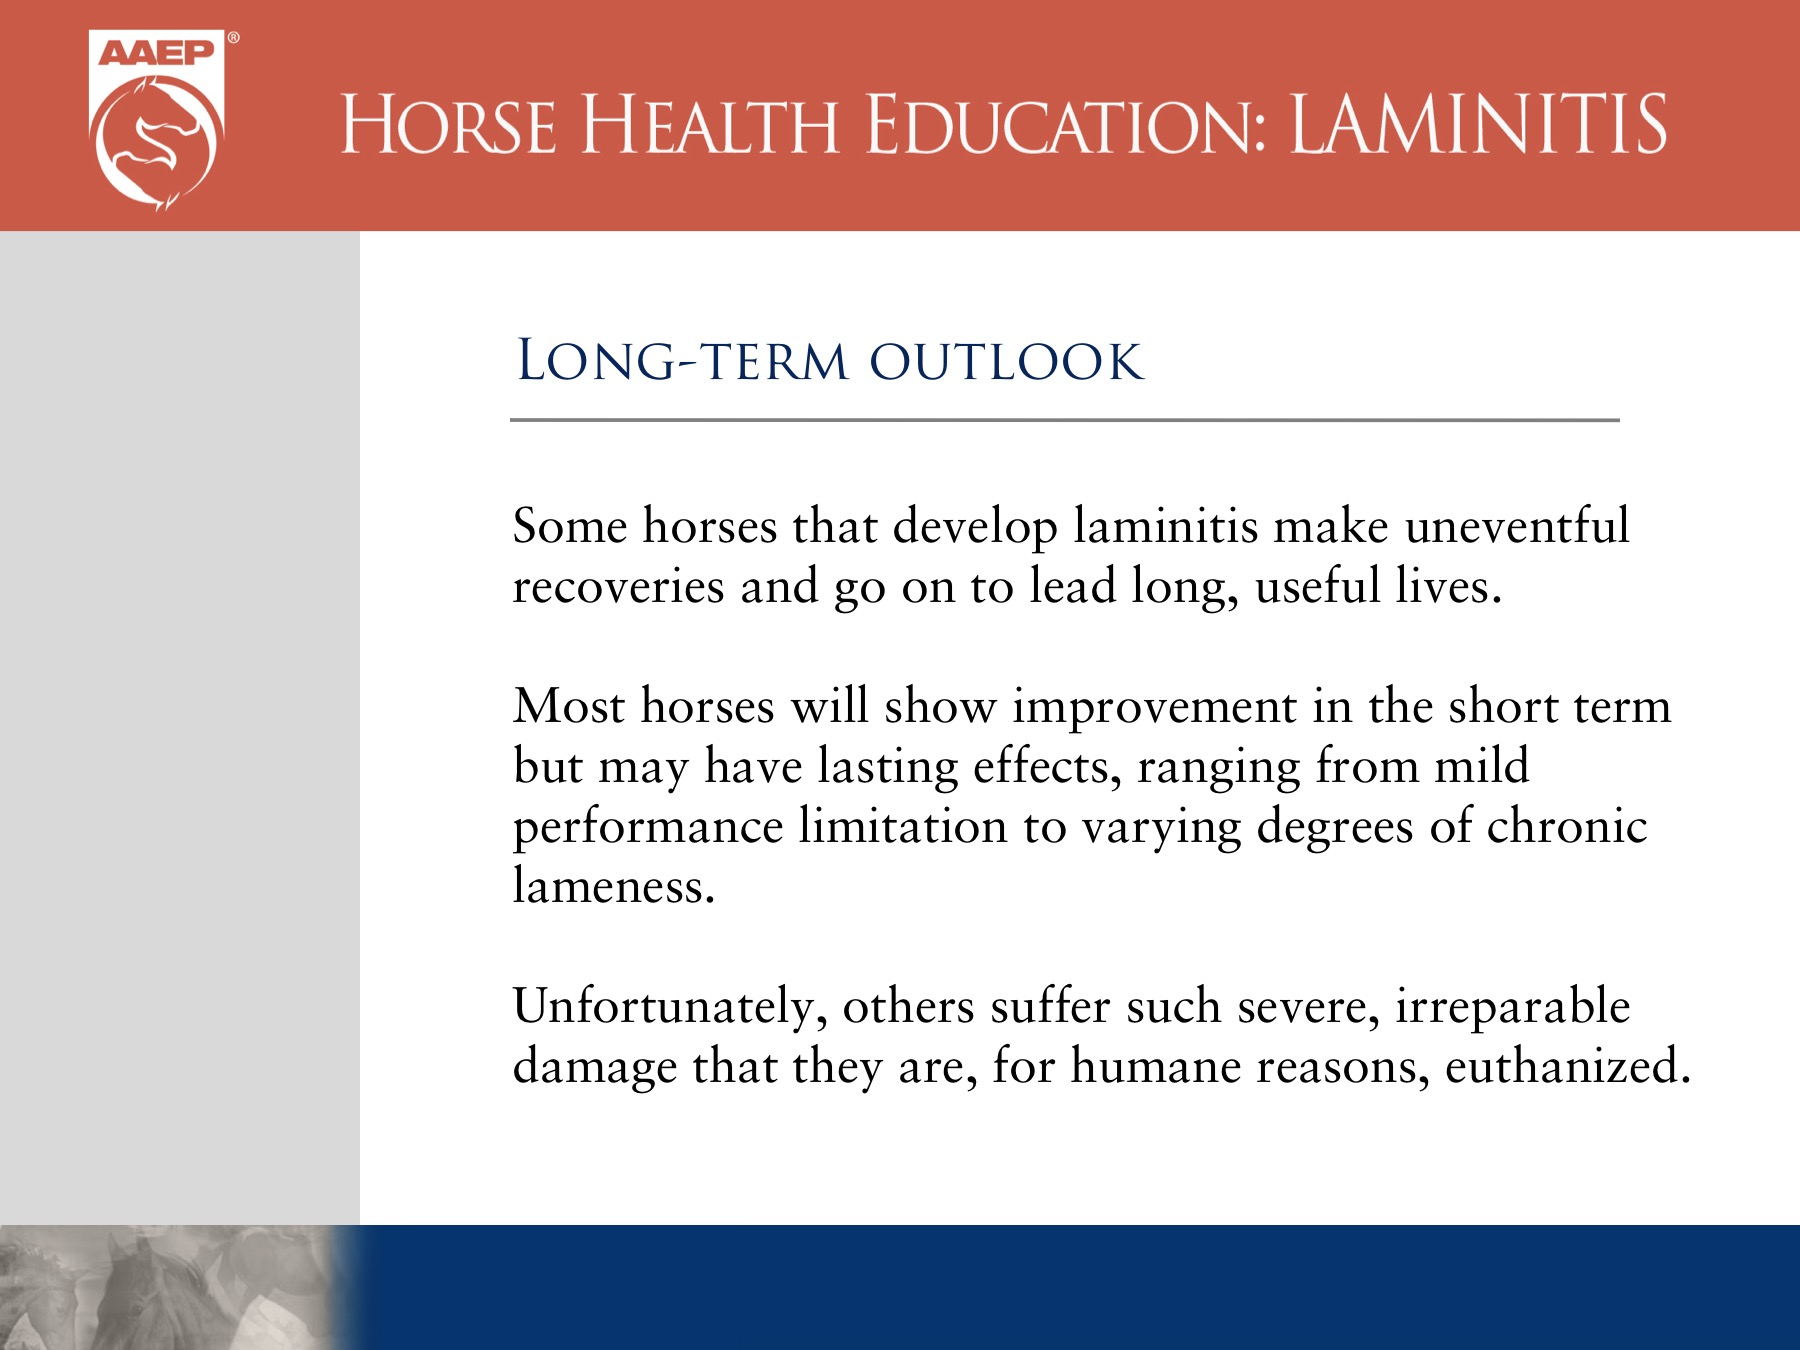 AAEP®
HORSE HEALTH EDUCATION: LAMINITIS
LONG-TERM OUTLOOK
Some horses that develop laminitis make uneventful
recoveries and go on to lead long, useful lives.
Most horses will show improvement in the short term
but may have lasting effects, ranging from mild
performance limitation to varying degrees of chronic
lameness.
Unfortunately, others suffer such severe, irreparable
damage that they are, for humane reasons, euthanized.